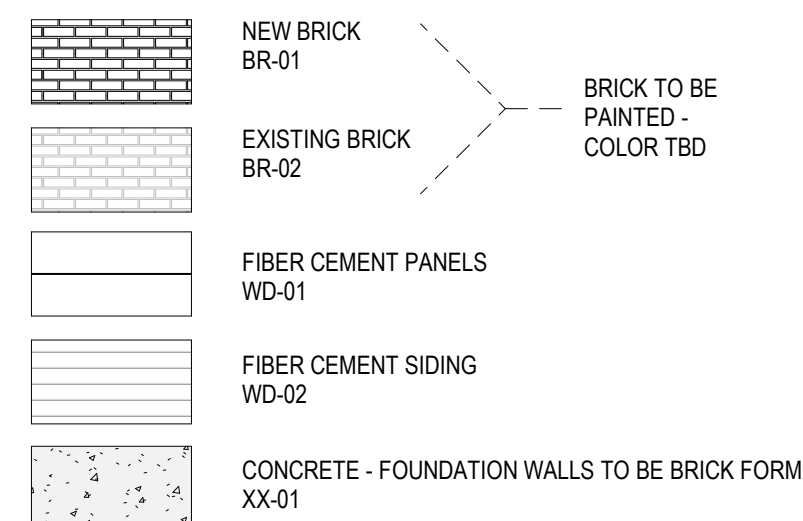 NEW BRICK
BR-01
EXISTING BRICK
BR-02
BRICK TO BE
PAINTED -
COLOR TBD
FIBER CEMENT PANELS
WD-01
FIBER CEMENT SIDING
WD-02
CONCRETE - FOUNDATION WALLS TO BE BRICK FORM
XX-01